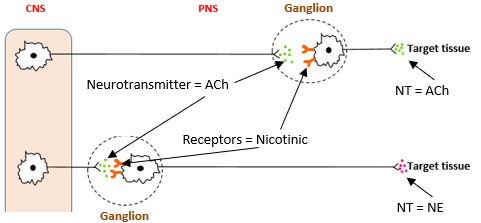 CNS
PNS
Ganglion
Target tissue
Neurotransmitter = ACh
NT = ACh
Receptors = Nicotinic
Target tissue
NT = NE
Ganglion